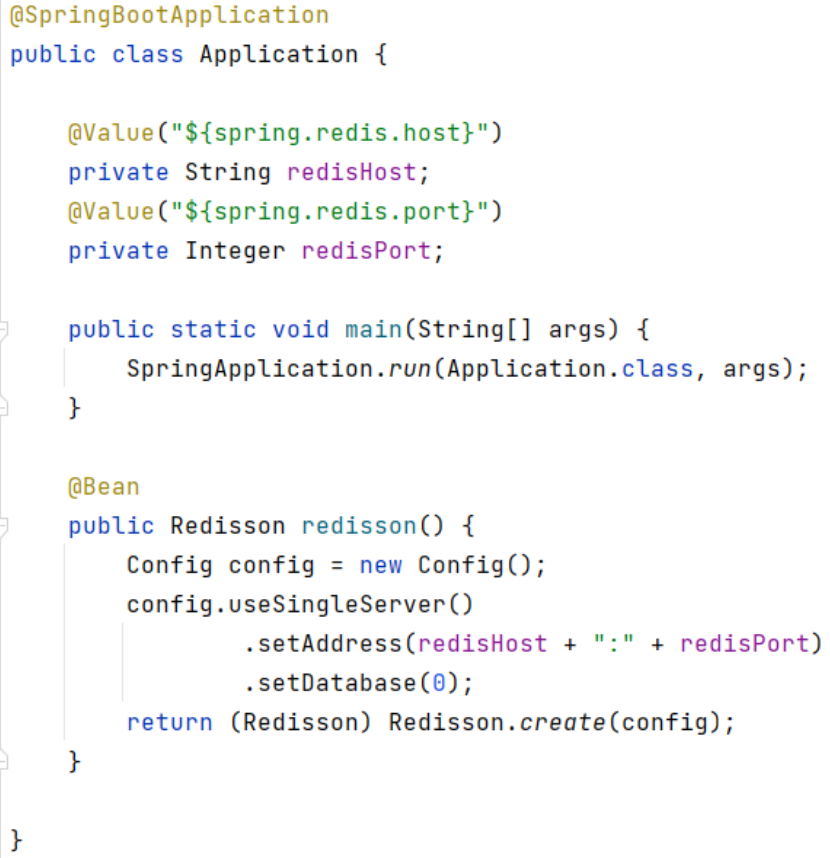 @SpringBootApplication
public class Application {
@Value("${spring.redis.host}")
private String redisHost;
@Value("${spring.redis.port}")
private Integer redisPort;
public static void main(String[] args) {
SpringApplication.run(Application.class, args);
}
@Bean
public Redisson redisson() {
Config config = new Config();
config.useSingleServer()
.setAddress(redisHost + ":" + redisPort)
.setDatabase(0);
return (Redisson) Redisson.create(config);
}
}